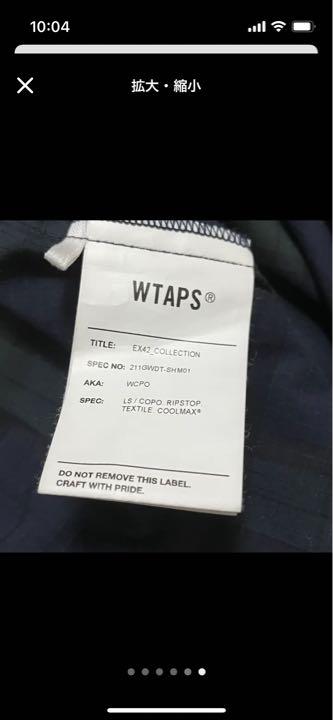 10:04
拡大・縮小
WTAPS®
TITLE: EX42_COLLECTION
SPEC NO: 211GWDT-SHM01
AKA: WCPO
SPEC: LS / COPO. RIPSTOP.
TEXTILE. COOLMAX®
DO NOT REMOVE THIS LABEL.
CRAFT WITH PRIDE.